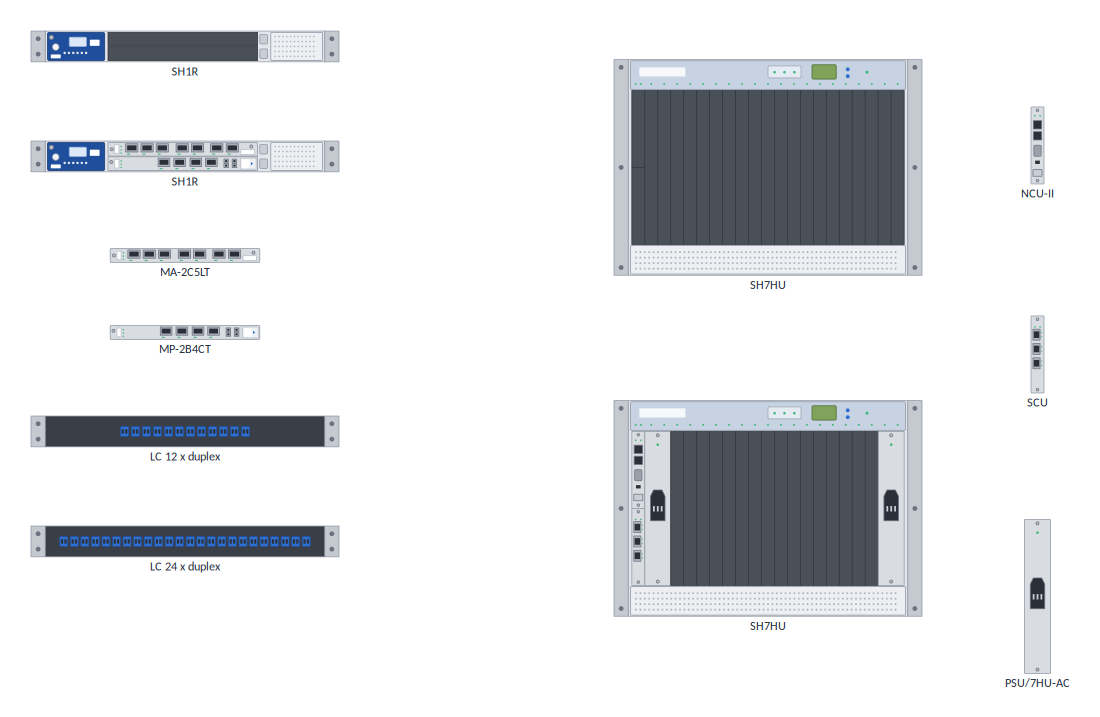 SH1R
SH1R
MA-2C5LT
MP-2B4CT
LC 12 x duplex
LC 24 x duplex
SH7HU
SH7HU
NCU-II
SCU
PSU/7HU-AC